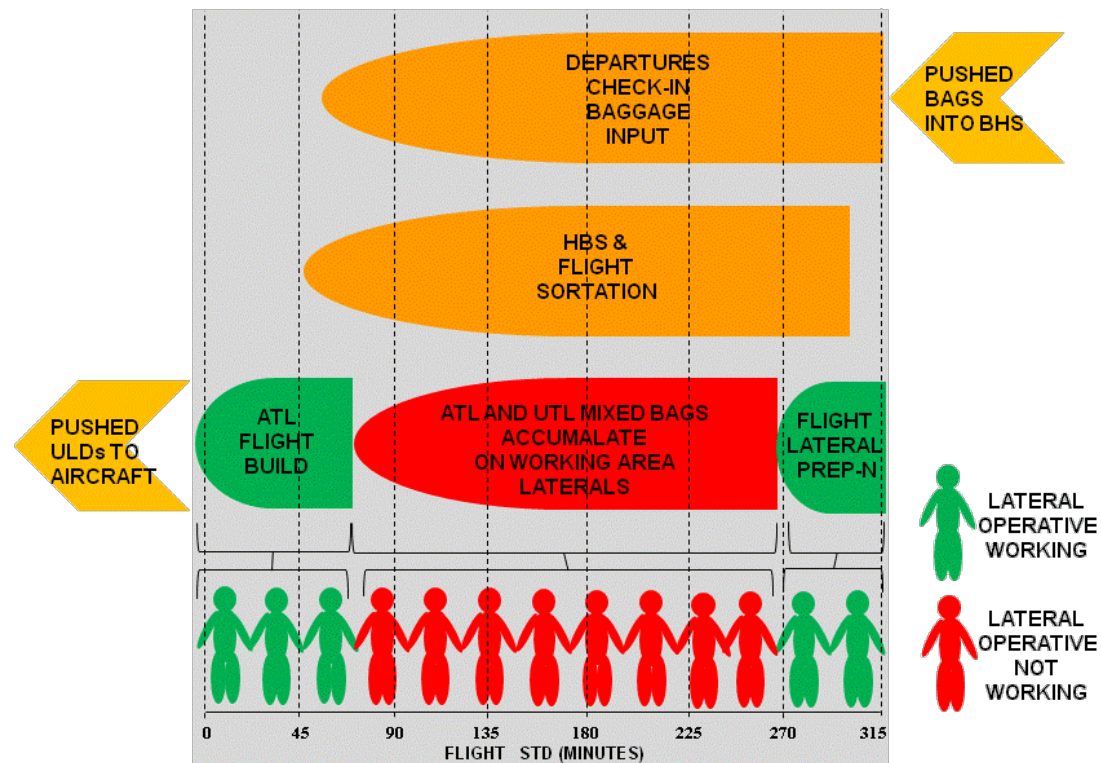 DEPARTURES
CHECK-IN
BAGGAGE
INPUT
PUSHED
BAGS
INTO BHS
HBS &
FLIGHT
SORTATION
PUSHED
ULDs TO
AIRCRAFT
ATL
FLIGHT
BUILD
ATL AND UTL MIXED BAGS
ACCUMALATE
ON WORKING AREA
LATERALS
FLIGHT
LATERAL
PREP-N
LATERAL
OPERATIVE
WORKING
LATERAL
OPERATIVE
NOT
WORKING
0 45 90 135 180 225 270 315
FLIGHT STD (MINUTES)